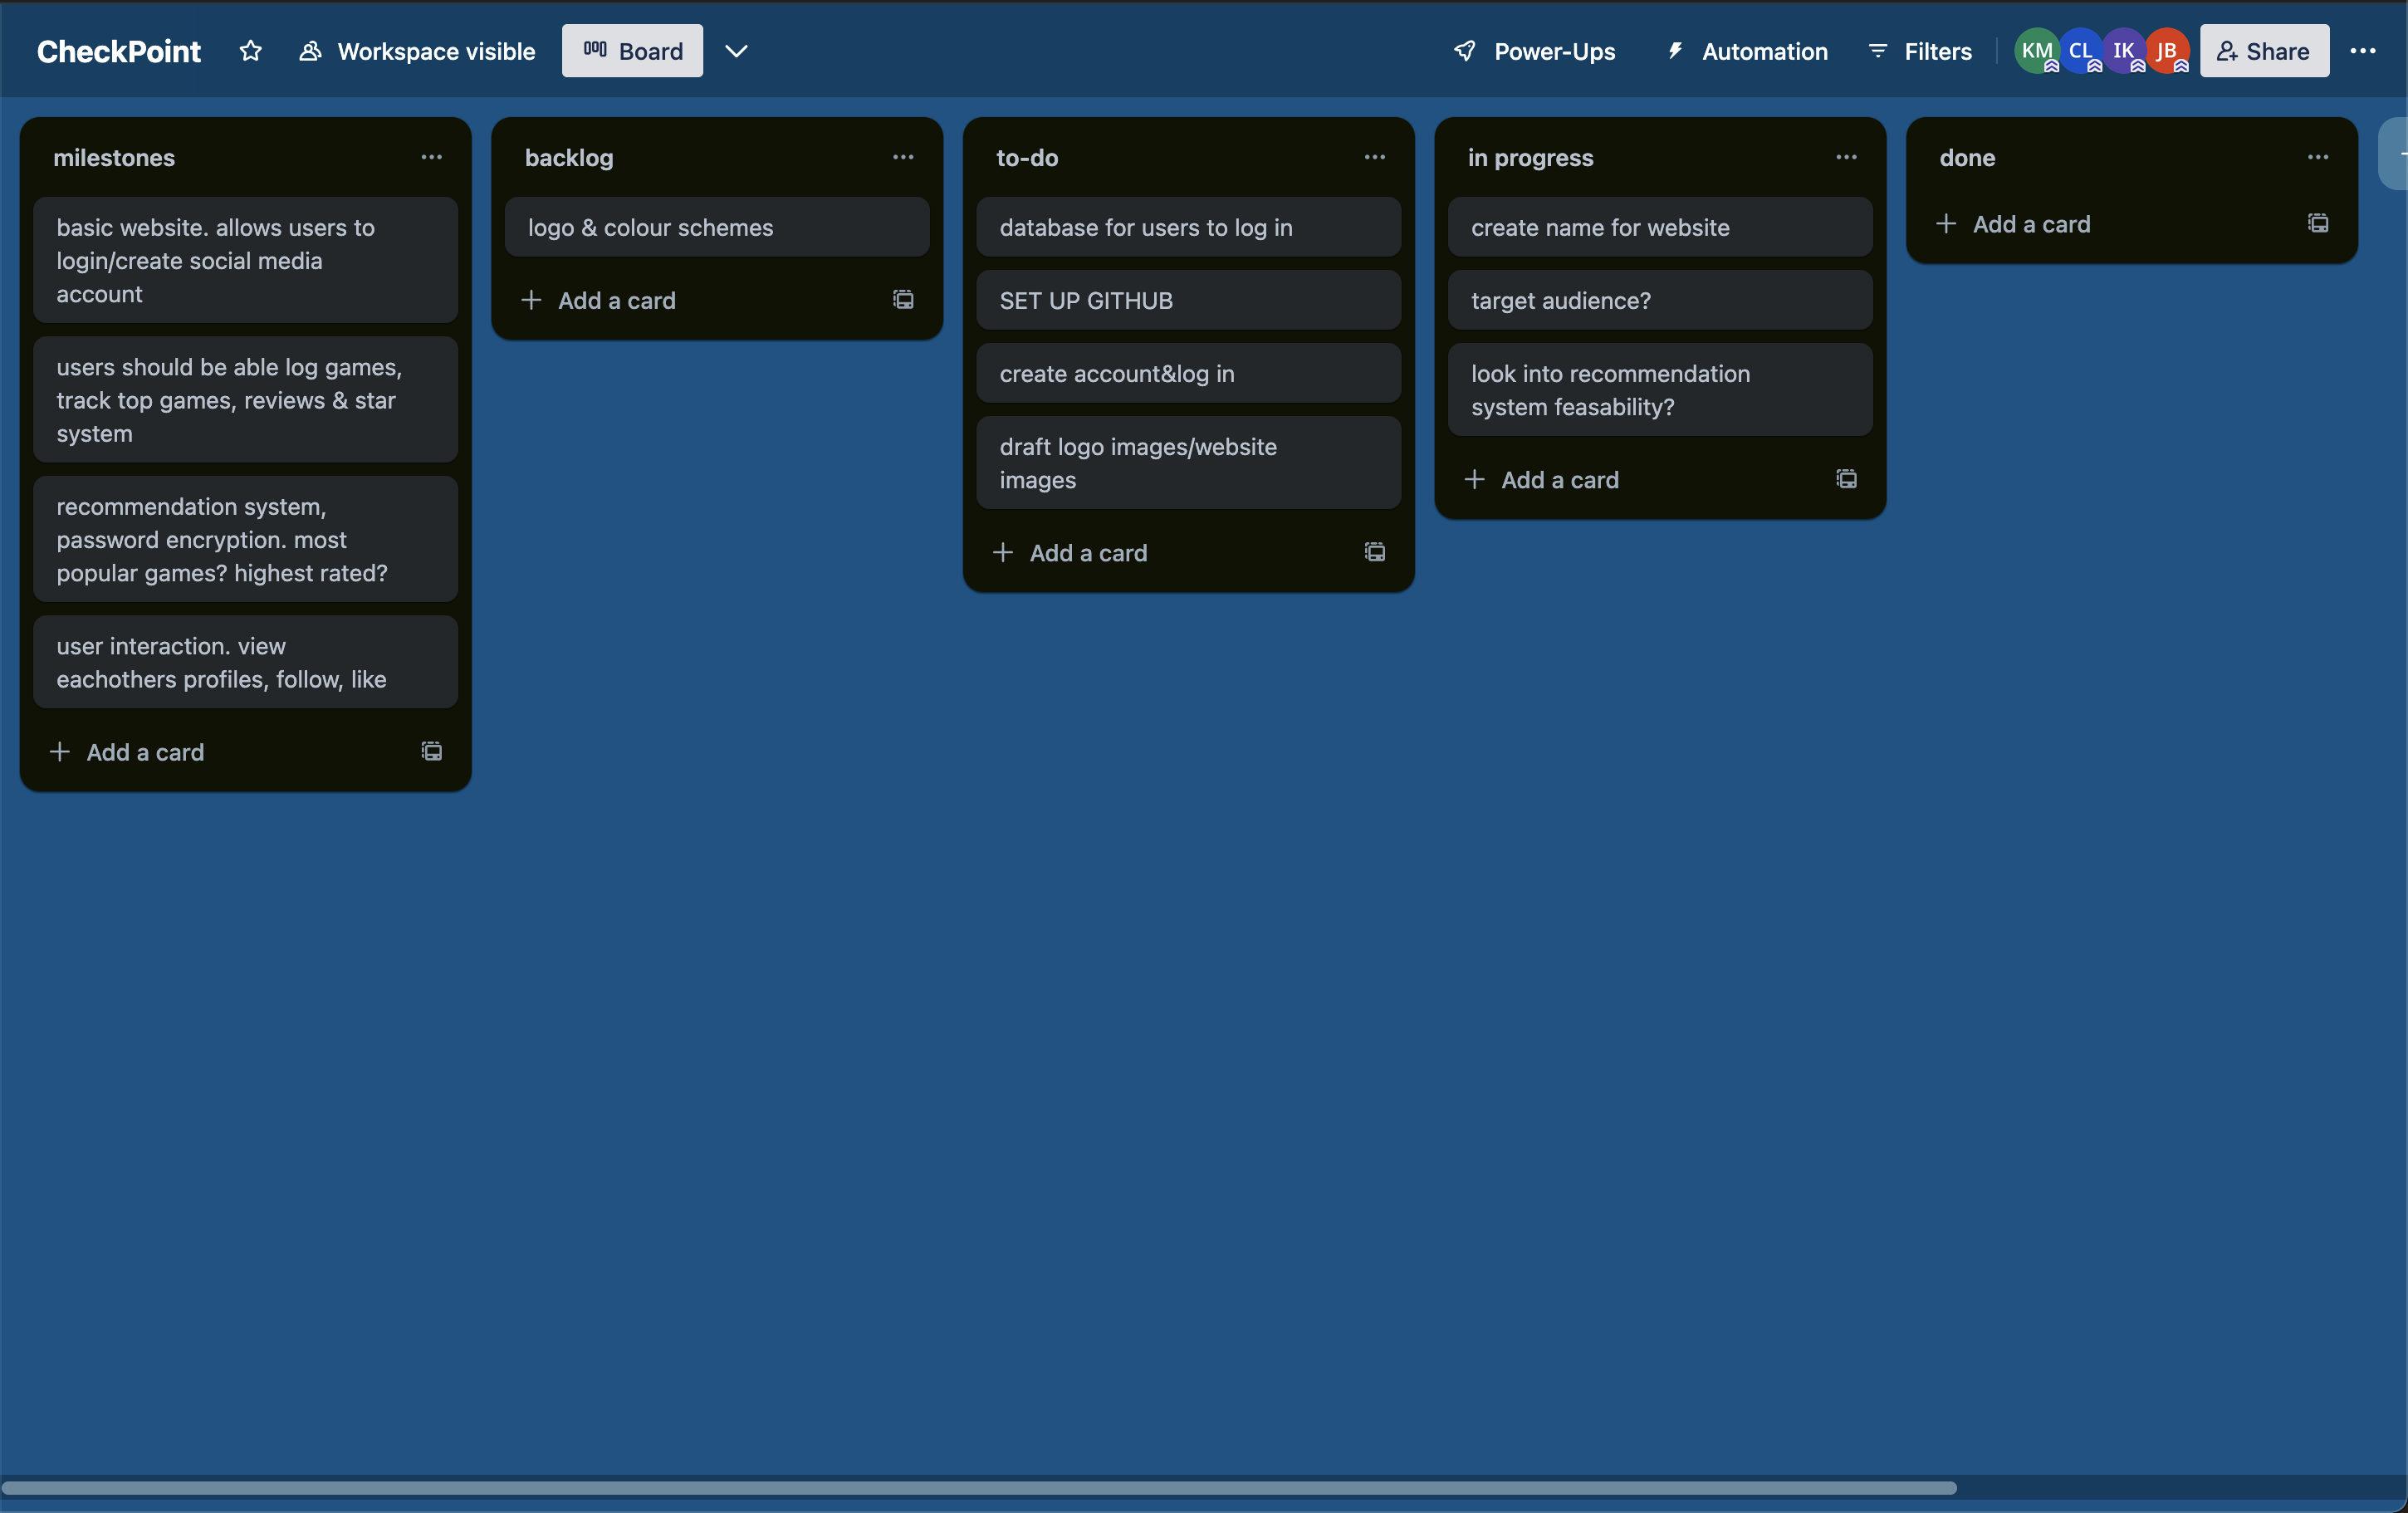 CheckPoint
Workspace visible
Board
Power-Ups
Automation
Filters
KM
CL
IK
JB
Share
milestones
basic website. allows users to
login/create social media
account
users should be able log games,
track top games, reviews & star
system
recommendation system,
password encryption. most
popular games? highest rated?
user interaction. view
eachothers profiles, follow, like
Add a card
backlog
logo & colour schemes
Add a card
to-do
database for users to log in
SET UP GITHUB
create account&log in
draft logo images/website
images
Add a card
in progress
create name for website
target audience?
look into recommendation
system feasability?
Add a card
done
Add a card